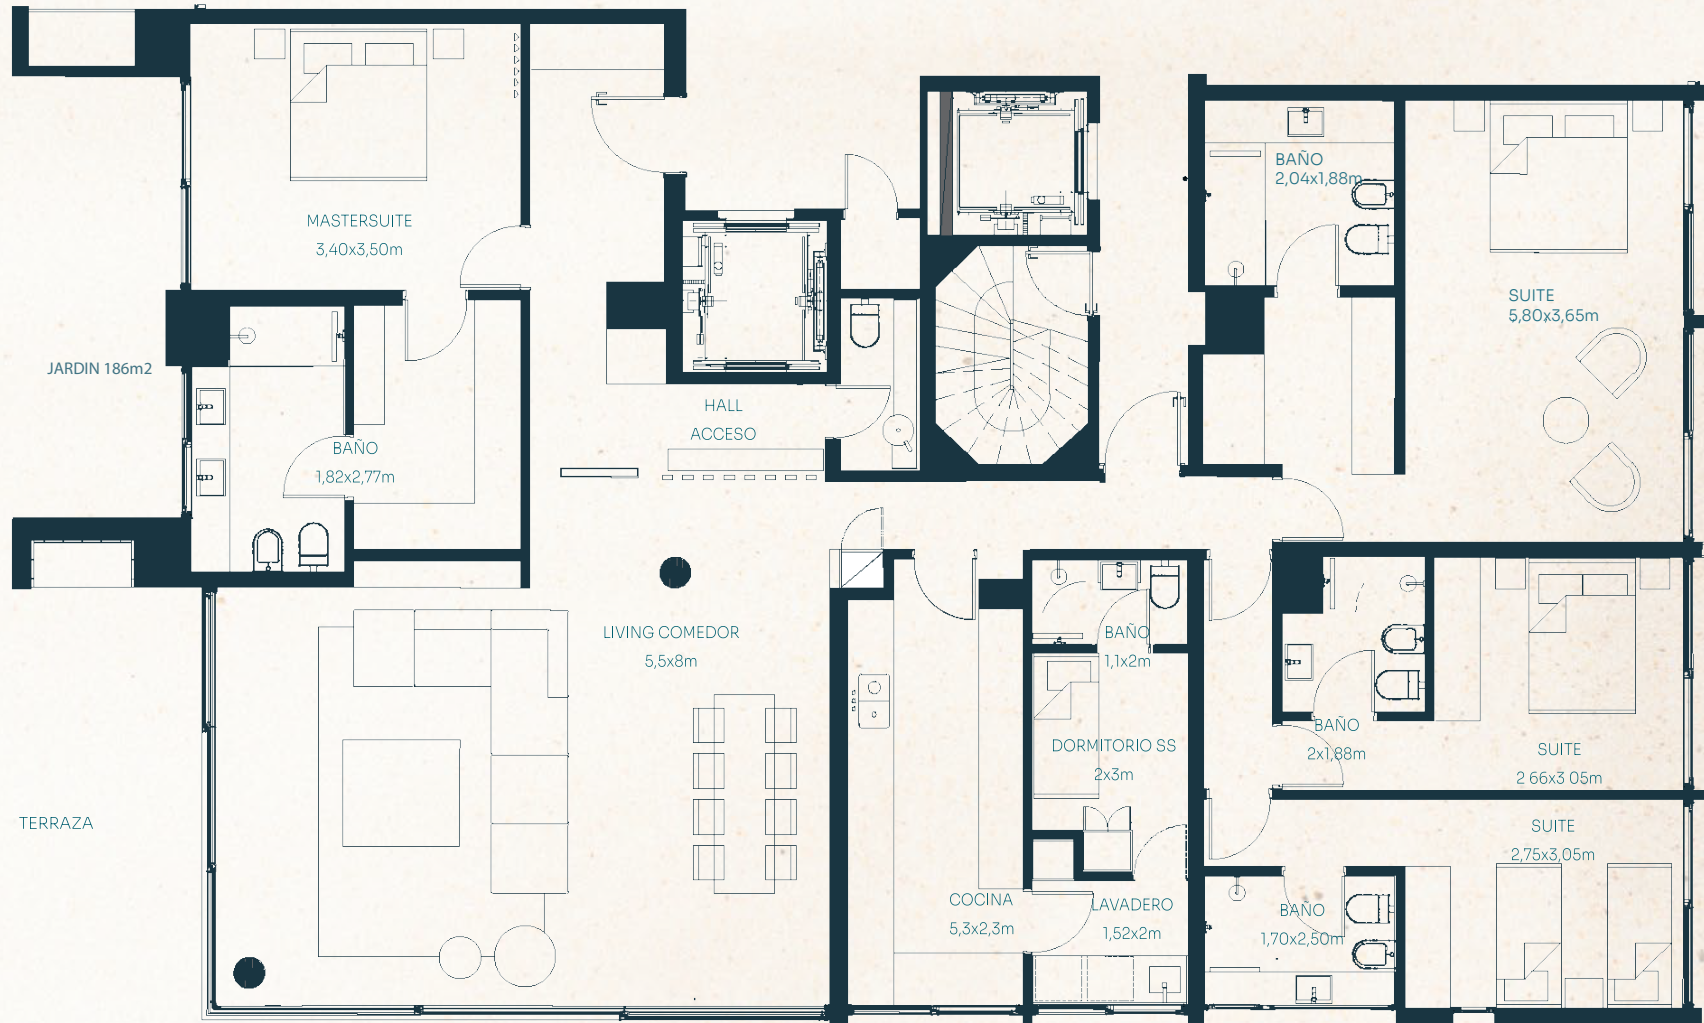 MASTERSUITE
3,40x3,50m
BAÑO
2,04x1,88m
SUITE
5,80x3,65m
JARDIN 186m2
HALL
ACCESO
BAÑO
1,82x2,77m
LIVING COMEDOR
5,5x8m
BAÑO
1,1x2m
DORMITORIO SS
2x3m
BAÑO
2x1,88m
SUITE
2 66x3 05m
TERRAZA
SUITE
2,75x3,05m
COCINA
5,3x2,3m
LAVADERO
1,52x2m
BAÑO
1,70x2,50m